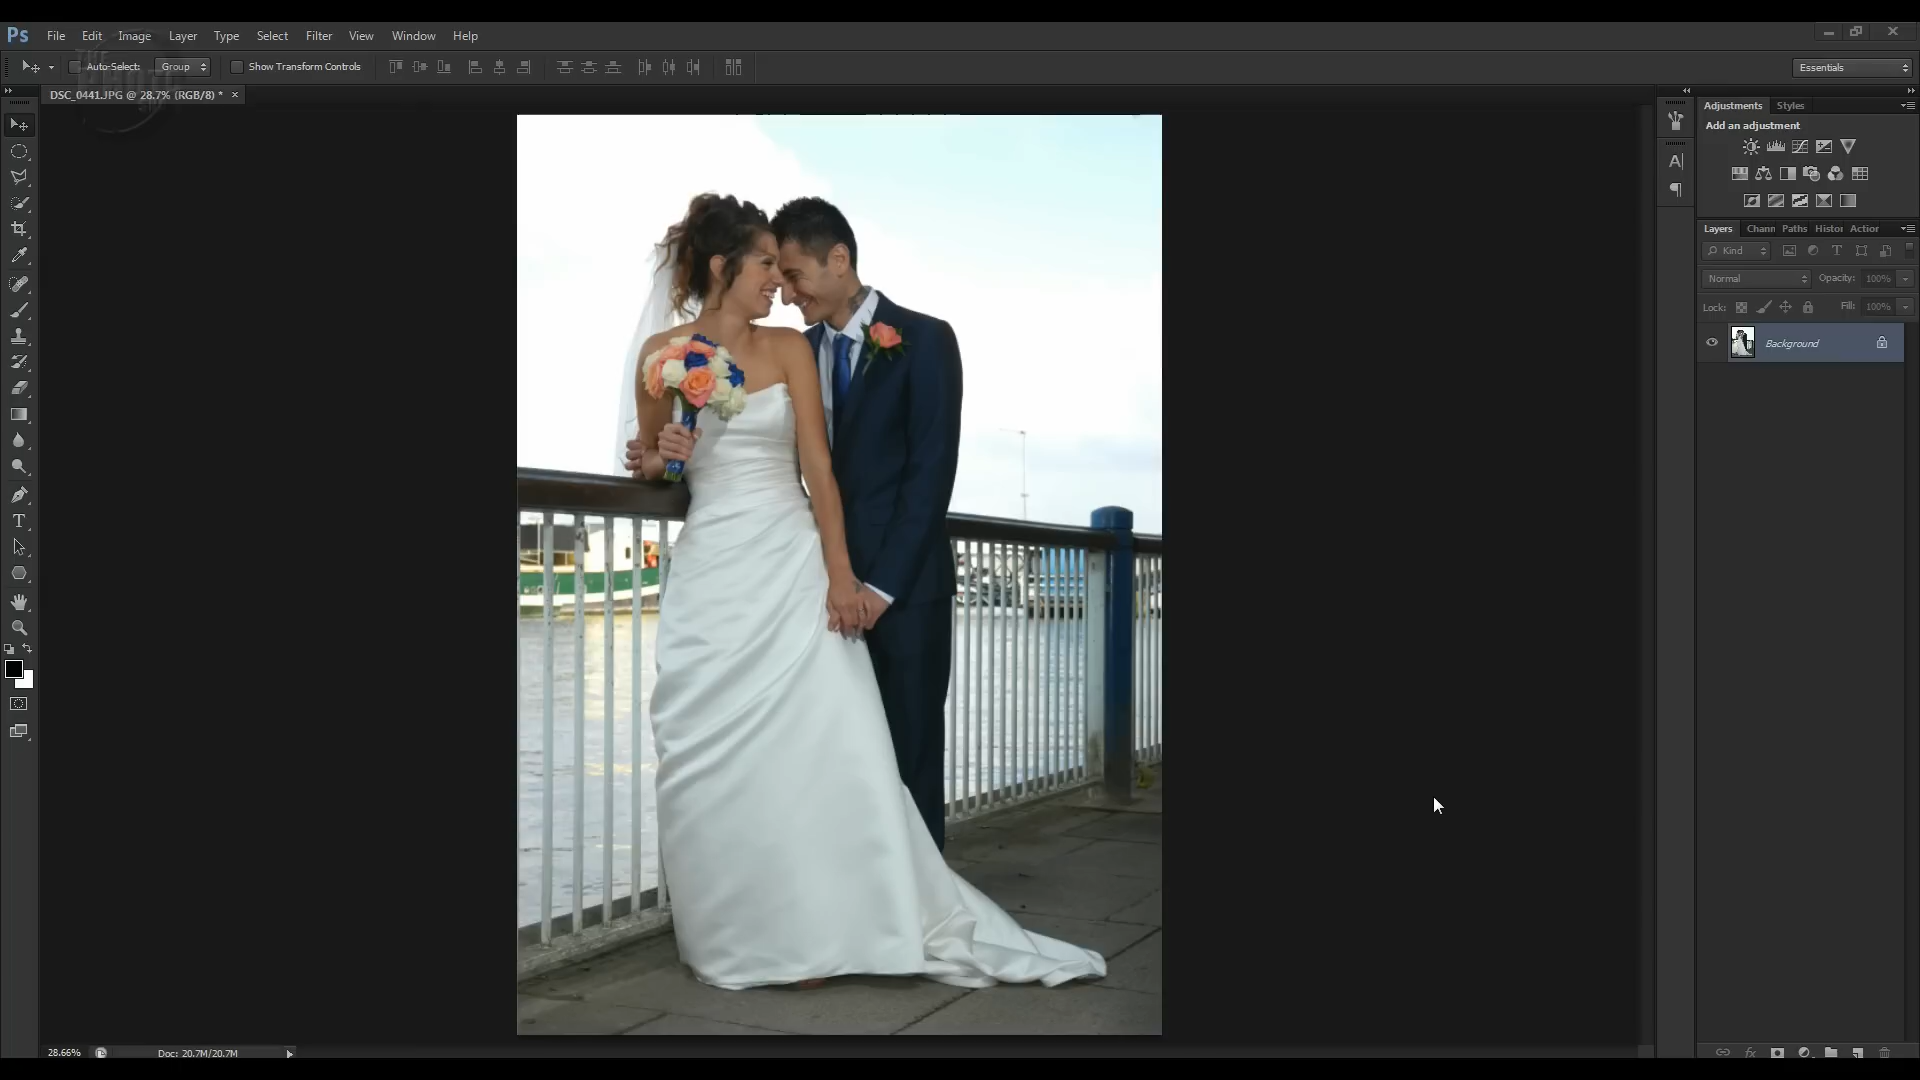 Ps File Edit Image Layer Type Select Filter View Window Help
Auto-Select: Group Show Transform Controls Essentials
DSC_0441.JPG @ 28.7% (RGB/8) * ×
Adjustments Styles
Add an adjustment
Layers Chann Paths Histor Action
Kind
Normal Opacity: 100%
Lock: Fill: 100%
Background
28.66% Doc: 20.7M/20.7M